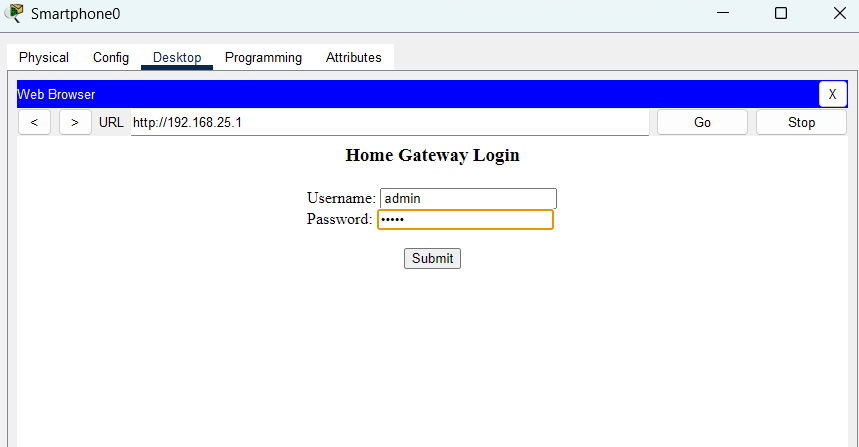 Smartphone0
Physical Config Desktop Programming Attributes
Web Browser X
< > URL http://192.168.25.1 Go Stop
Home Gateway Login
Username: admin
Password: •••••
Submit